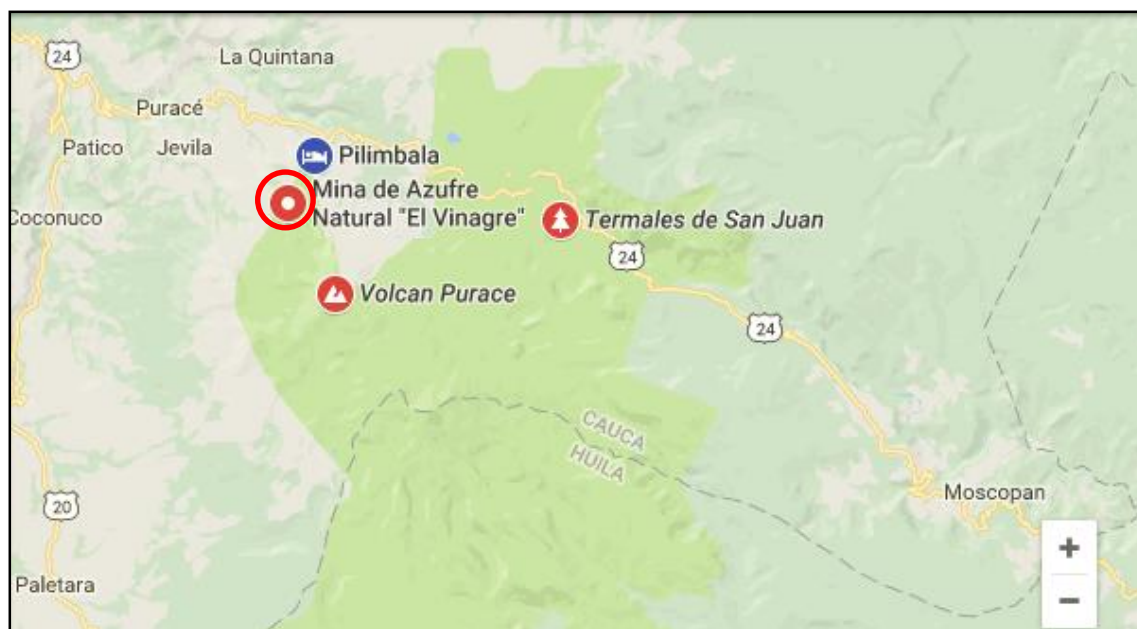 24
La Quintana
Puracé
Patico
Jevila
Pilimbala
Mina de Azufre
Natural "El Vinagre"
Coconuco
Termales de San Juan
24
Volcan Purace
24
CAUCA
HUILA
Moscopan
20
Paletara
+
−